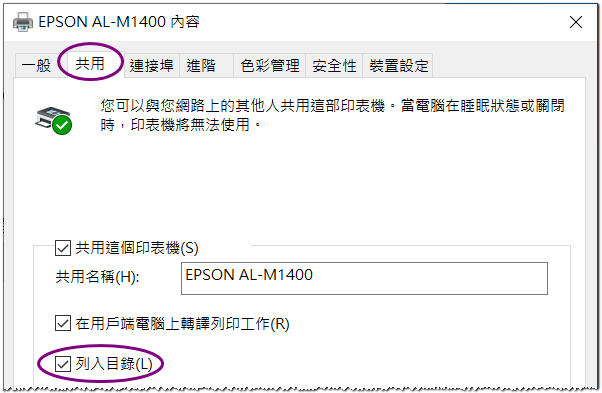 EPSON AL-M1400 內容
一般 共用 連接埠 進階 色彩管理 安全性 裝置設定
您可以與您網路上的其他人共用這部印表機。當電腦在睡眠狀態或關閉
時，印表機將無法使用。
共用這個印表機(S)
共用名稱(H): EPSON AL-M1400
在用戶端電腦上轉譯列印工作(R)
列入目錄(L)